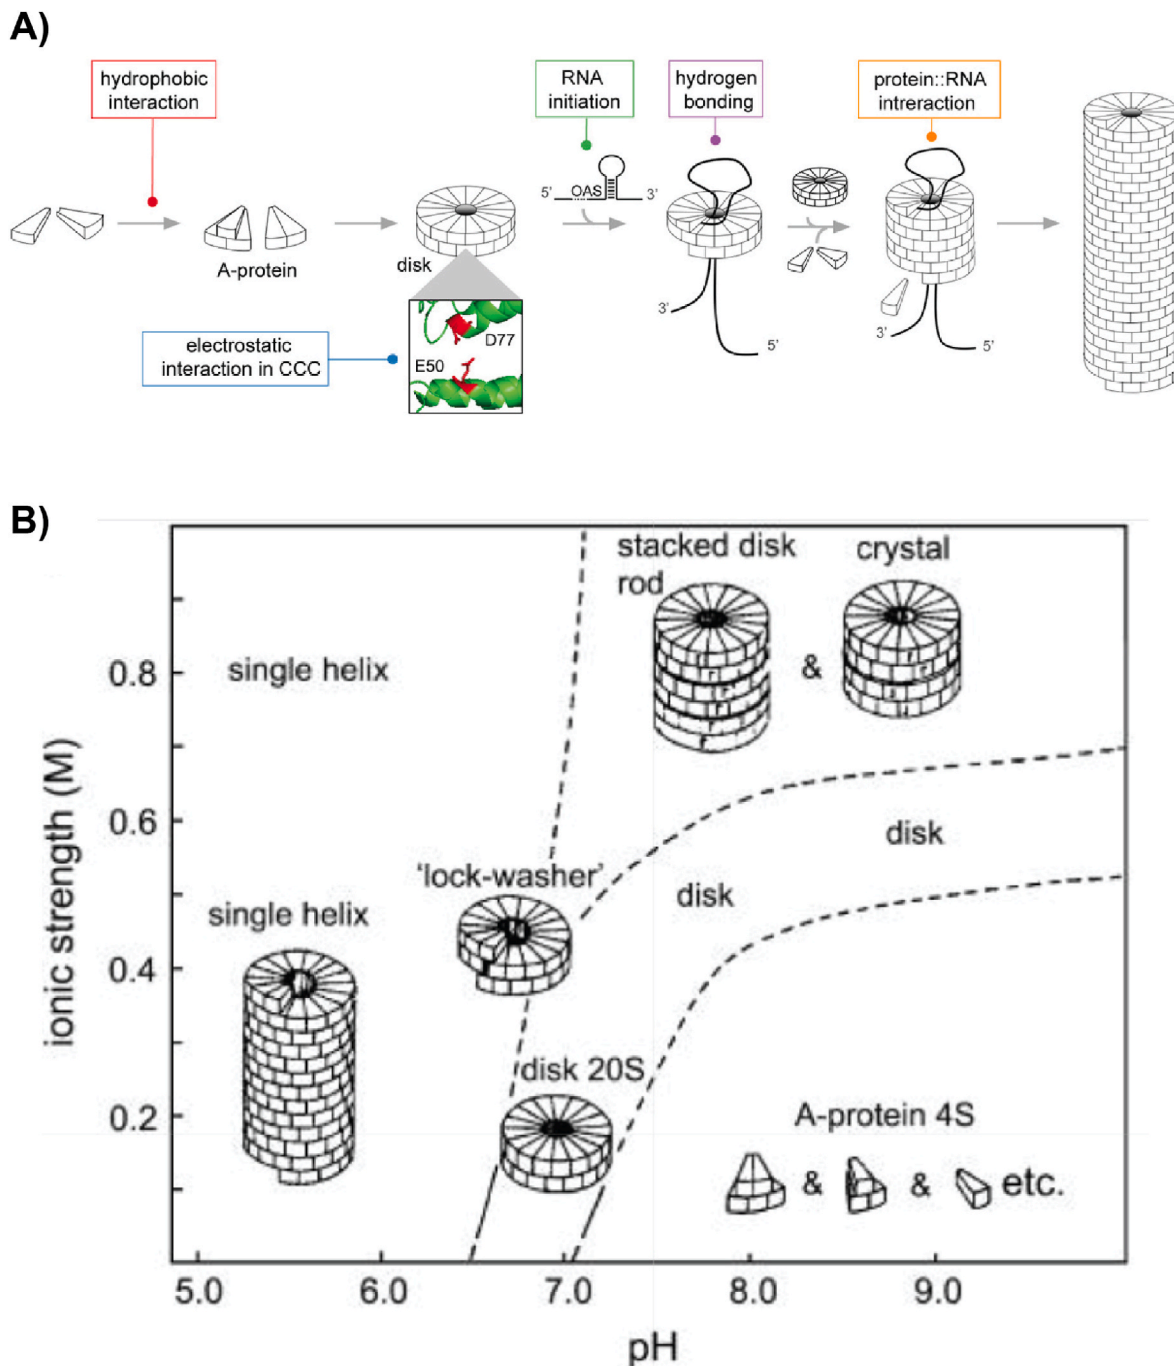 A)
hydrophobic
interaction
RNA
initiation
hydrogen
bonding
protein::RNA
intreraction
5'
OAS
3'
A-protein
disk
electrostatic
interaction in CCC
D77
E50
3'
5'
3'
5'
B)
stacked disk
rod
&
crystal
single helix
0.8
0.6
0.4
0.2
ionic strength (M)
disk
disk
'lock-washer'
single helix
disk 20S
A-protein 4S
& & etc.
5.0 6.0 7.0 8.0 9.0
pH